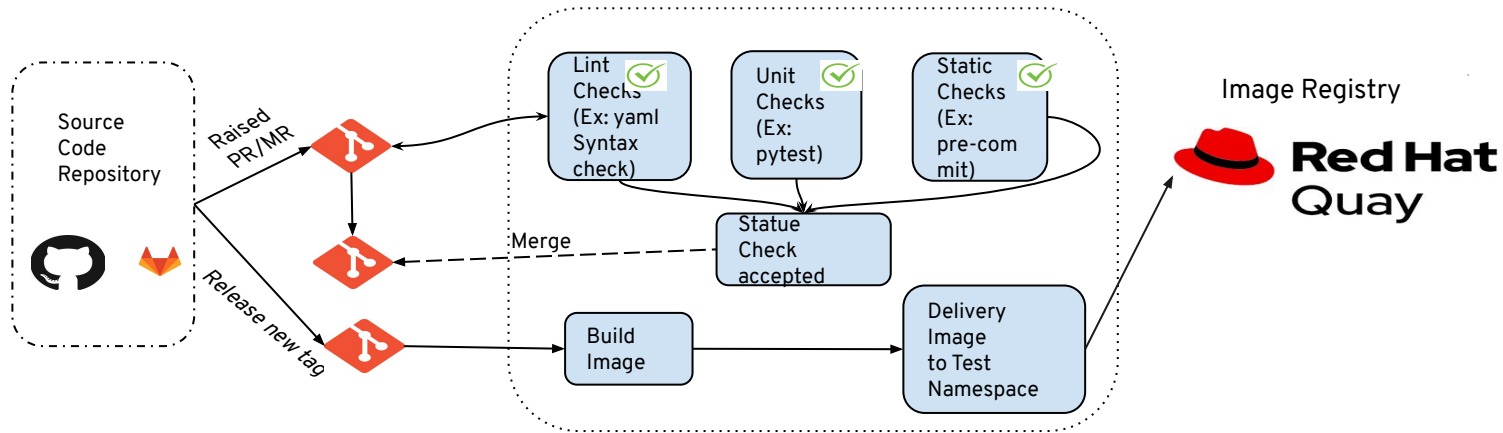 Source
Code
Repository
Raised
PR/MR
Release new tag
Lint
Checks
(Ex: yaml
Syntax
check)
Unit
Checks
(Ex:
pytest)
Static
Checks
(Ex:
pre-com
mit)
Statue
Check
accepted
Merge
Build
Image
Delivery
Image
to Test
Namespace
Image Registry
Red Hat
Quay